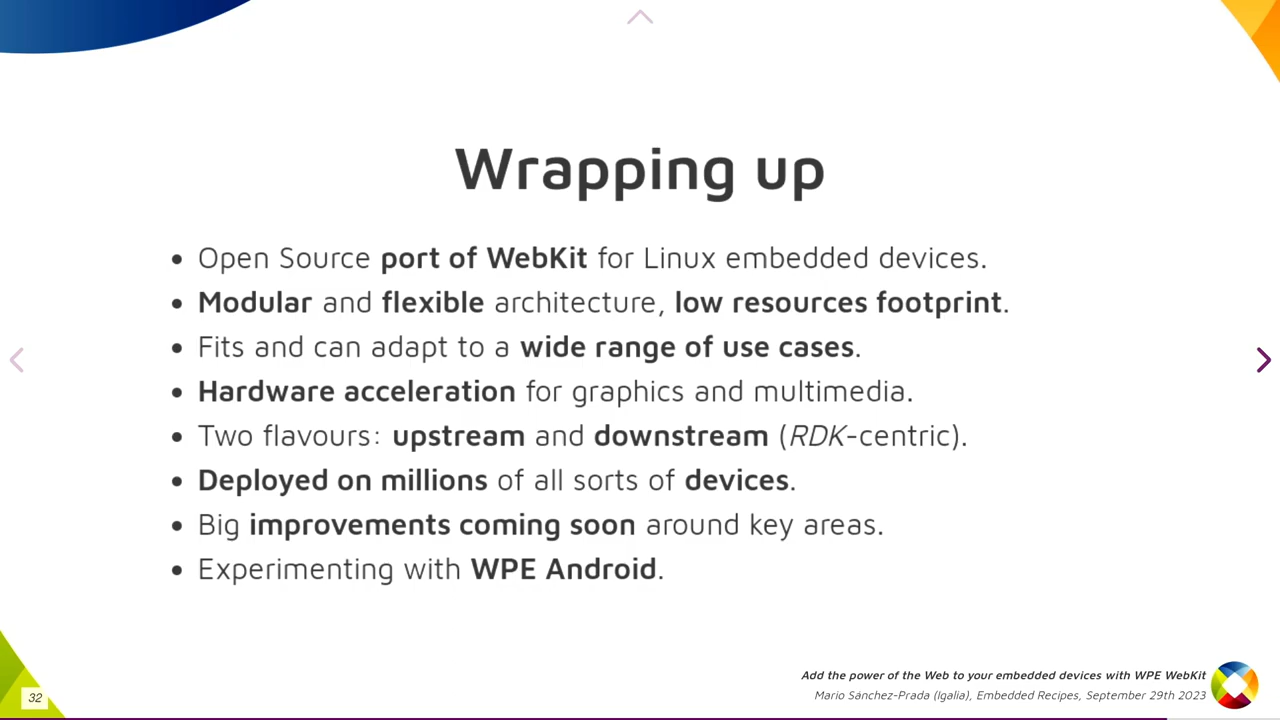 Wrapping up
• Open Source port of WebKit for Linux embedded devices.
• Modular and flexible architecture, low resources footprint.
• Fits and can adapt to a wide range of use cases.
• Hardware acceleration for graphics and multimedia.
• Two flavours: upstream and downstream (RDK-centric).
• Deployed on millions of all sorts of devices.
• Big improvements coming soon around key areas.
• Experimenting with WPE Android.
Add the power of the Web to your embedded devices with WPE WebKit
Mario Sánchez-Prada (Igalia), Embedded Recipes, September 29th 2023
32